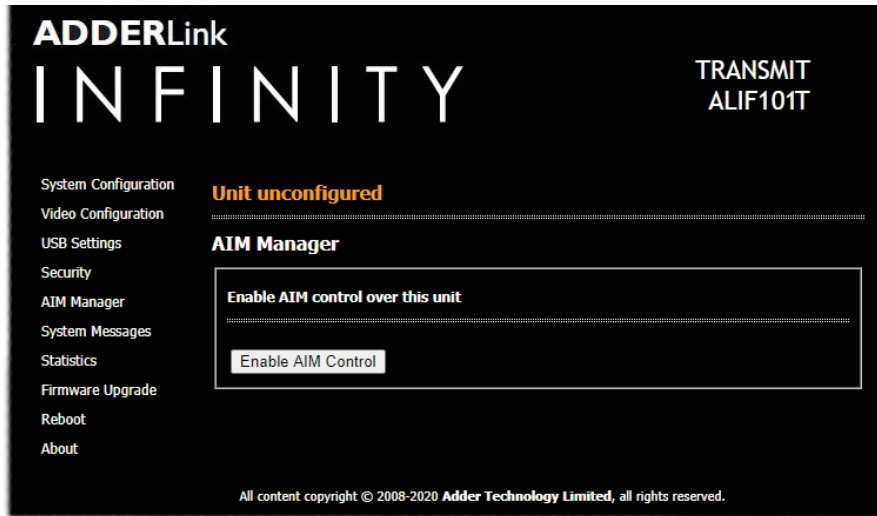 ADDERLink
INFINITY
TRANSMIT
ALIF101T
System Configuration
Video Configuration
USB Settings
Security
AIM Manager
System Messages
Statistics
Firmware Upgrade
Reboot
About
Unit unconfigured
AIM Manager
Enable AIM control over this unit
Enable AIM Control
All content copyright © 2008-2020 Adder Technology Limited, all rights reserved.